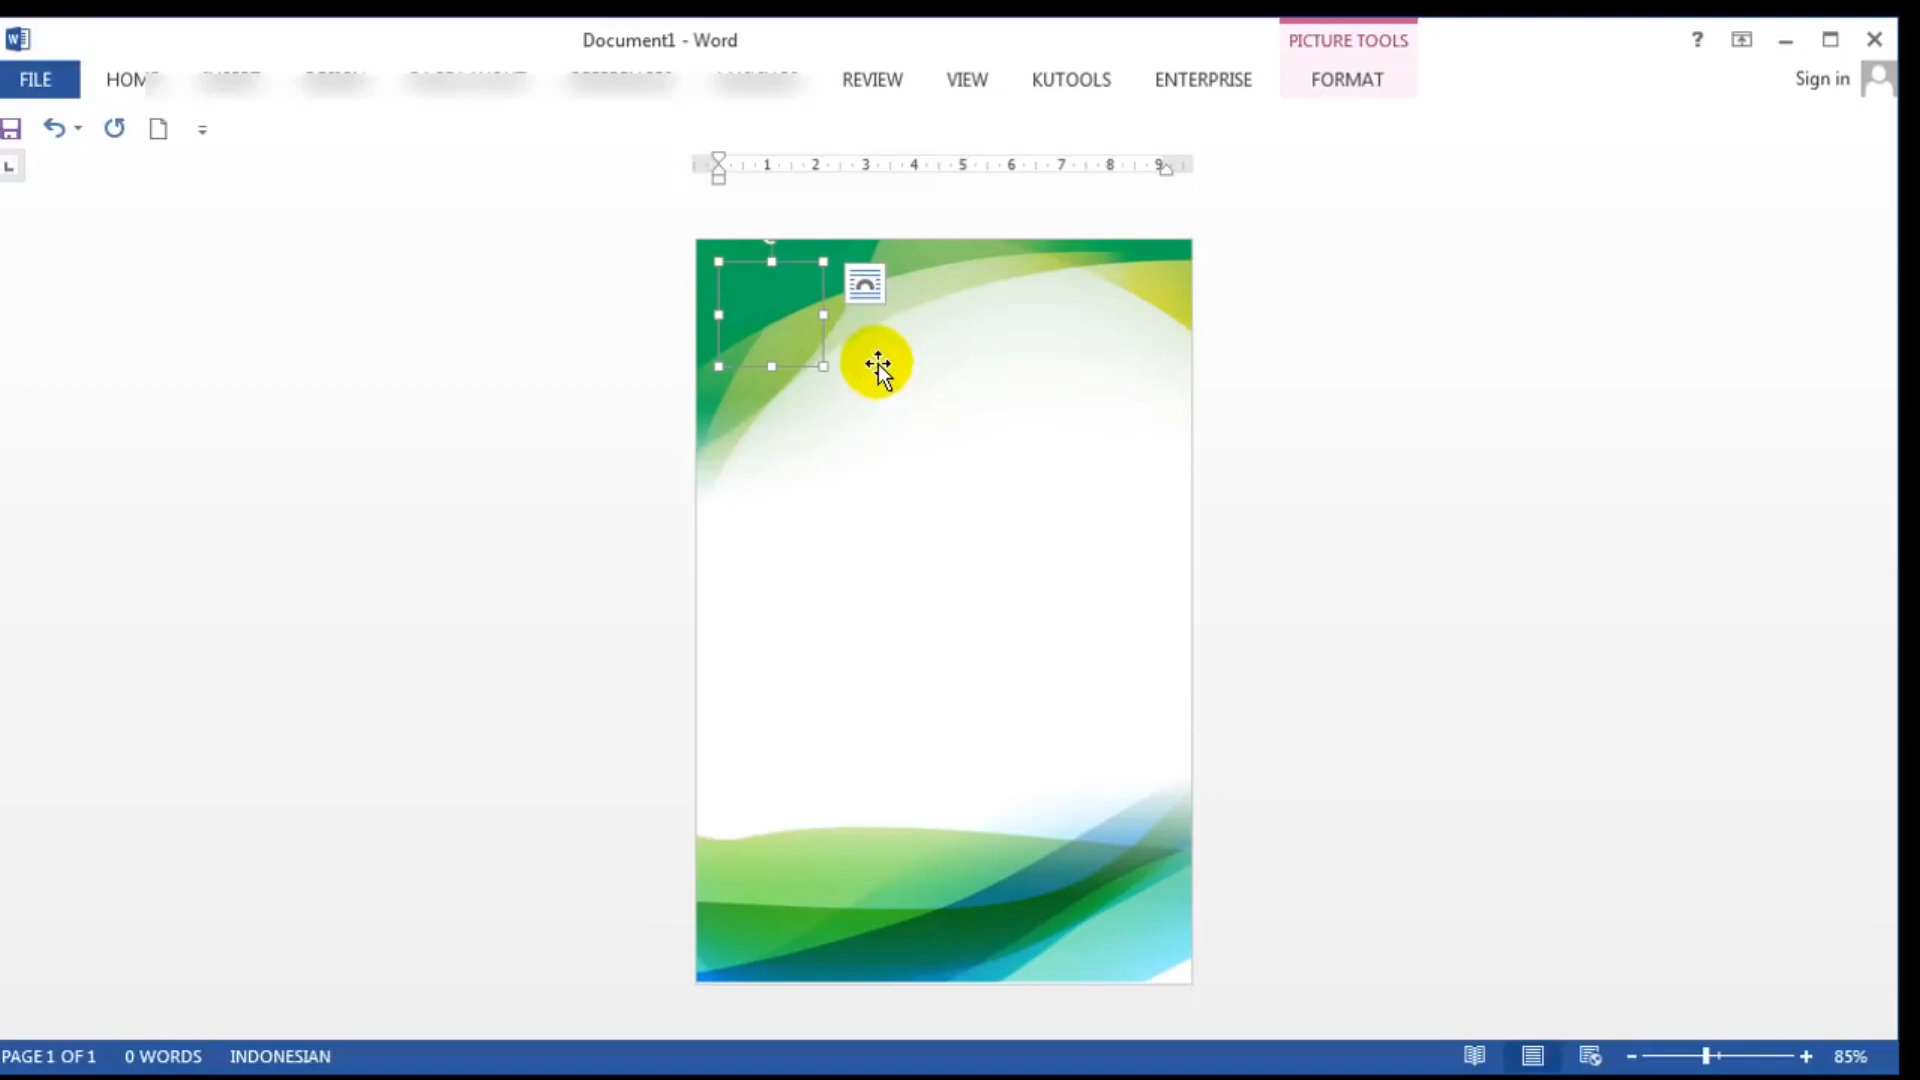 Document1 - Word
PICTURE TOOLS
?
FILE
HOM
REVIEW
VIEW
KUTOOLS
ENTERPRISE
FORMAT
Sign in
1 2 3 4 5 6 7 8 9
PAGE 1 OF 1
0 WORDS
INDONESIAN
85%